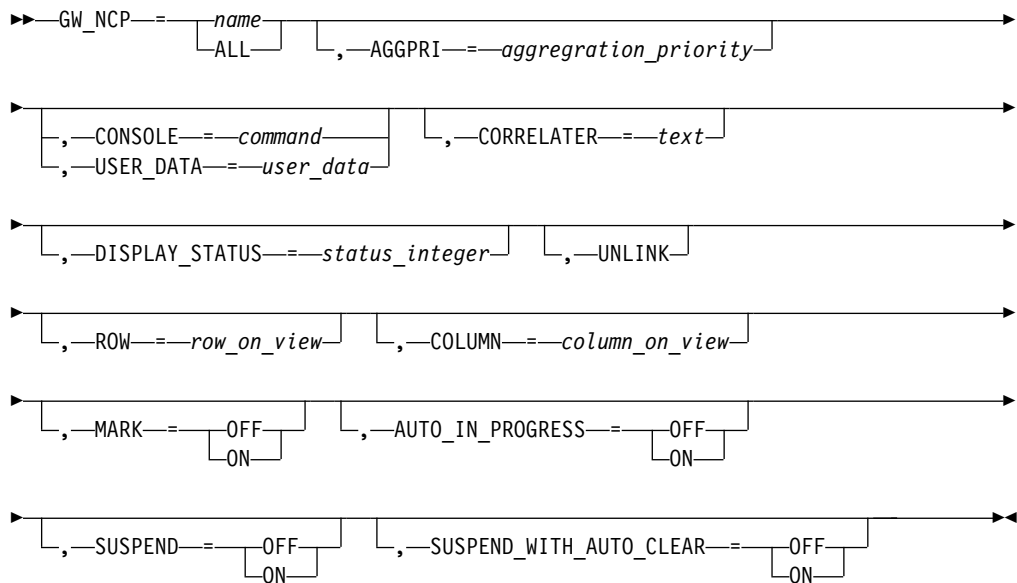 GW_NCP = name , AGGPRI = aggregration_priority
ALL
, CONSOLE = command , CORRELATER = text
, USER_DATA = user_data
, DISPLAY_STATUS = status_integer , UNLINK
, ROW = row_on_view , COLUMN = column_on_view
, MARK = OFF , AUTO_IN_PROGRESS = OFF
ON ON
, SUSPEND = OFF , SUSPEND_WITH_AUTO_CLEAR = OFF
ON ON